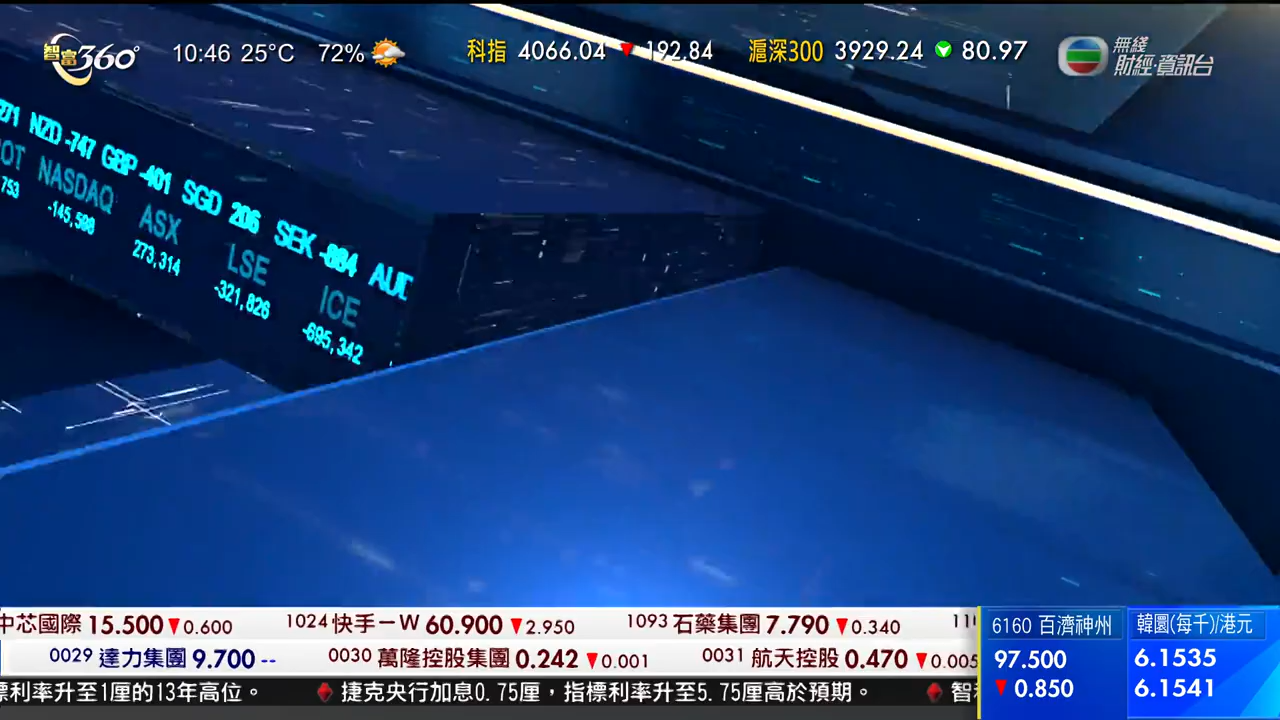 智富360°
10:46 25°C 72%
科指 4066.04 ▼ 192.84
滬深300 3929.24 80.97
無綫
財經·資訊台
271 NZD -747 GBP -401 SGD 206 SEK -884 AUD
NASDAQ ASX LSE ICE
753 -145,508 273,314 -321,826 -695,342
中芯國際 15.500 ▼ 0.600 1024 快手－W 60.900 ▼ 2.950 1093 石藥集團 7.790 ▼ 0.340
0029 達力集團 9.700 -- 0030 萬隆控股集團 0.242 ▼ 0.001 0031 航天控股 0.470 ▼ 0.005
標利率升至1厘的13年高位。 捷克央行加息0.75厘，指標利率升至5.75厘高於預期。 智
6160 百濟神州
97.500
▼ 0.850
韓圜(每千)/港元
6.1535
6.1541